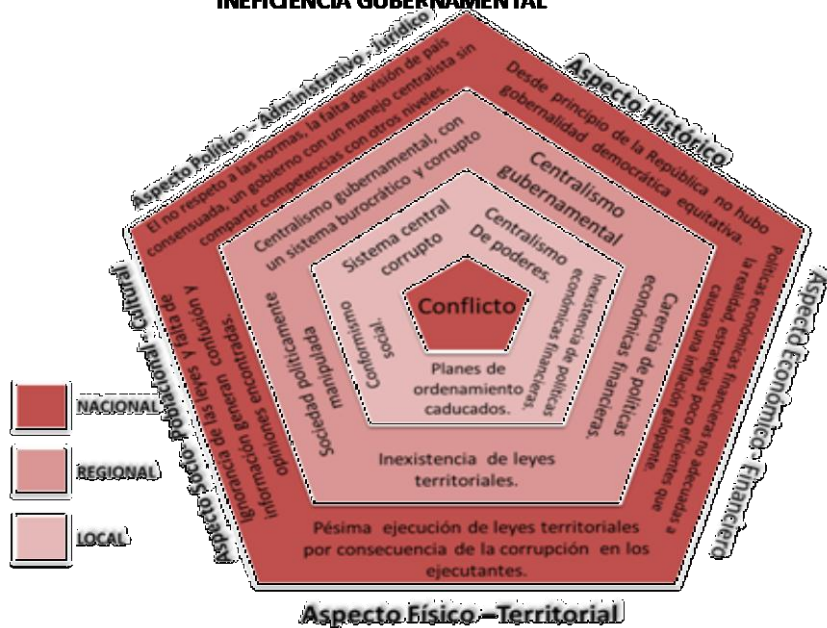 INEFICIENCIA GUBERNAMENTAL
Aspecto Político - Administrativo - Jurídico
El no respeto a las normas, la falta de visión de país
consensuada, un gobierno con un manejo centralista sin
compartir competencias con otros niveles.
Aspecto Histórico
Desde principio de la República no hubo
gobernalidad democrática equitativa.
Centralismo gubernamental, con
un sistema burocrático y corrupto
Centralismo
gubernamental
Sistema central
corrupto
Centralismo
De poderes.
Conflicto
Aspecto Socio- Poblacional - Cultural
Ignorancia de las leyes y falta de
información generan confusión y
opiniones encontradas.
Sociedad políticamente
manipulada
Conformismo
social.
Inexistencia de políticas
económicas financieras.
Carencia de políticas
económicas financieras.
Políticas económicas financieras no adecuadas a
la realidad, estrategias poco eficientes que
causan una inflación galopante
Aspecto Económico - Financiero
Planes de
ordenamiento
caducados.
Inexistencia de leyes
territoriales.
Pésima ejecución de leyes territoriales
por consecuencia de la corrupción en los
ejecutantes.
Aspecto Físico –Territorial
NACIONAL
REGIONAL
LOCAL